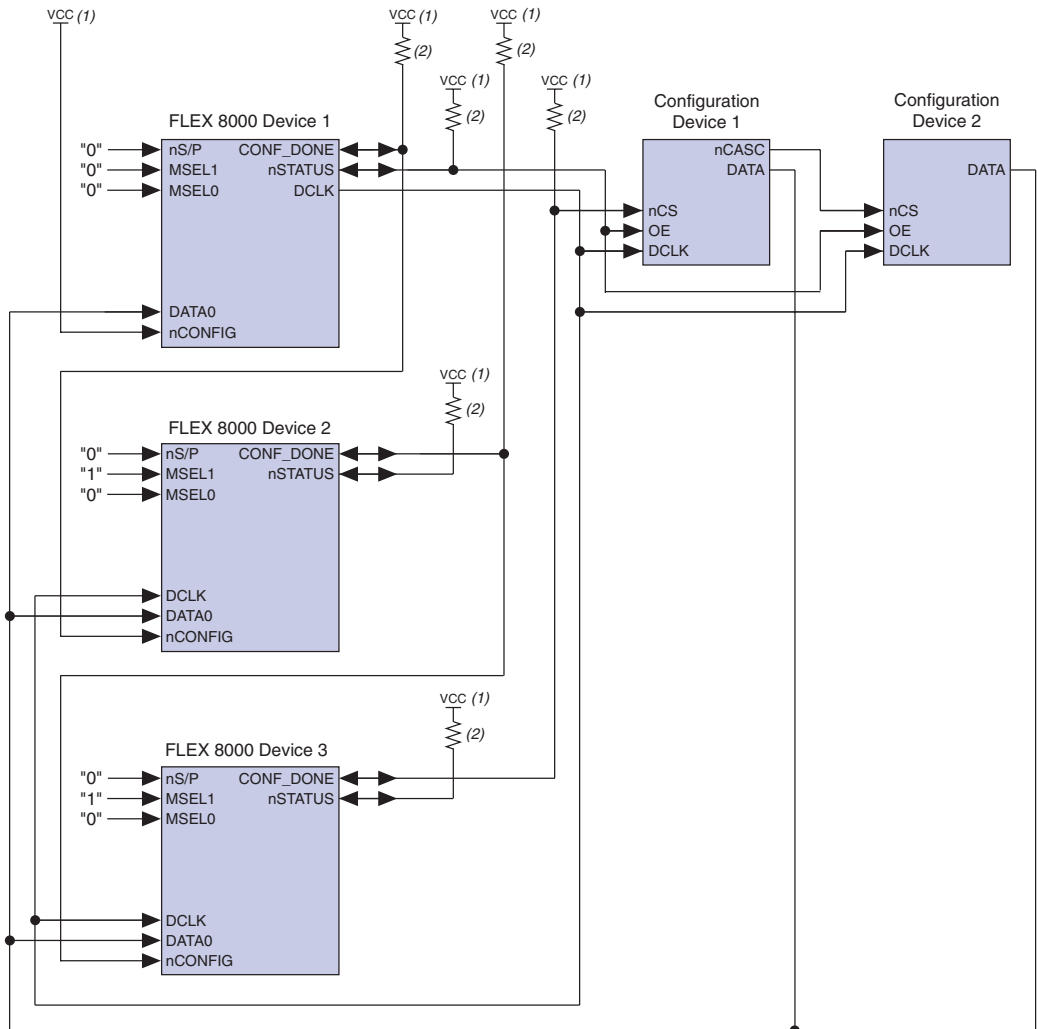 VCC (1)
VCC (1)
VCC (1)
(2)
(2)
VCC (1)
(2)
VCC (1)
(2)
FLEX 8000 Device 1
"0"
nS/P
CONF_DONE
"0"
MSEL1
nSTATUS
"0"
MSEL0
DCLK
DATA0
nCONFIG
Configuration
Device 1
nCASC
DATA
nCS
OE
DCLK
Configuration
Device 2
DATA
nCS
OE
DCLK
VCC (1)
(2)
FLEX 8000 Device 2
"0"
nS/P
CONF_DONE
"1"
MSEL1
nSTATUS
"0"
MSEL0
DCLK
DATA0
nCONFIG
VCC (1)
(2)
FLEX 8000 Device 3
"0"
nS/P
CONF_DONE
"1"
MSEL1
nSTATUS
"0"
MSEL0
DCLK
DATA0
nCONFIG